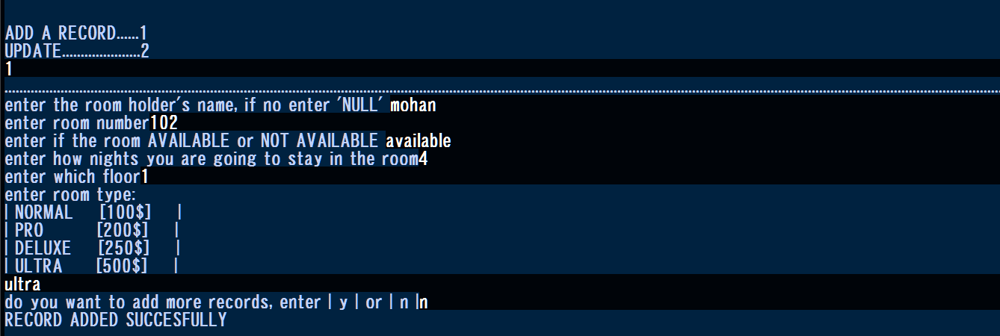 ADD A RECORD......1
UPDATE.....................2
1
................................................................................................................................................................................................................................................................
enter the room holder's name, if no enter 'NULL' mohan
enter room number102
enter if the room AVAILABLE or NOT AVAILABLE available
enter how nights you are going to stay in the room4
enter which floor1
enter room type:
| NORMAL    [100$]    |
| PRO        [200$]    |
| DELUXE    [250$]    |
| ULTRA     [500$]    |
ultra
do you want to add more records, enter | y | or | n |n
RECORD ADDED SUCCESFULLY